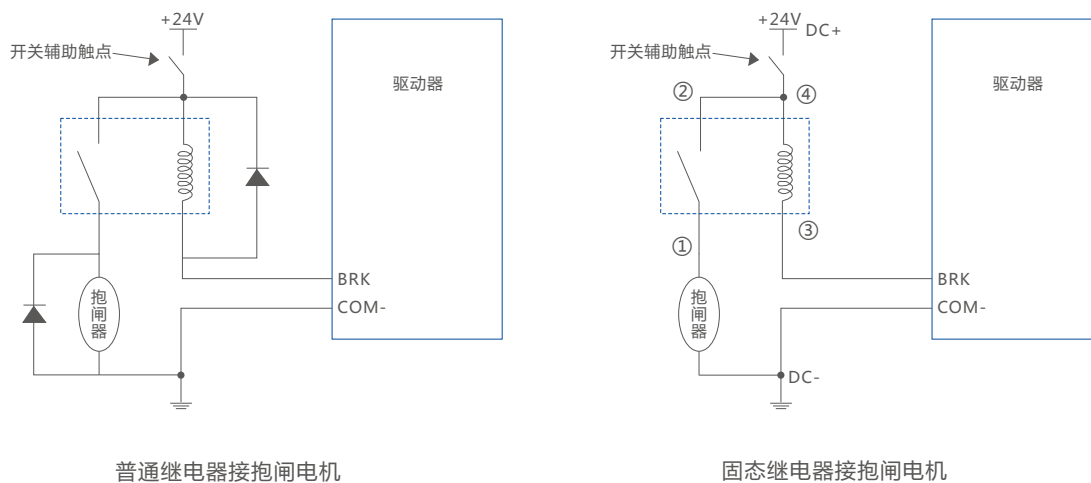 +24V
开关辅助触点
驱动器
抱闸器
BRK
COM-
普通继电器接抱闸电机
+24V
DC+
开关辅助触点
②
④
驱动器
③
①
抱闸器
BRK
COM-
DC-
固态继电器接抱闸电机